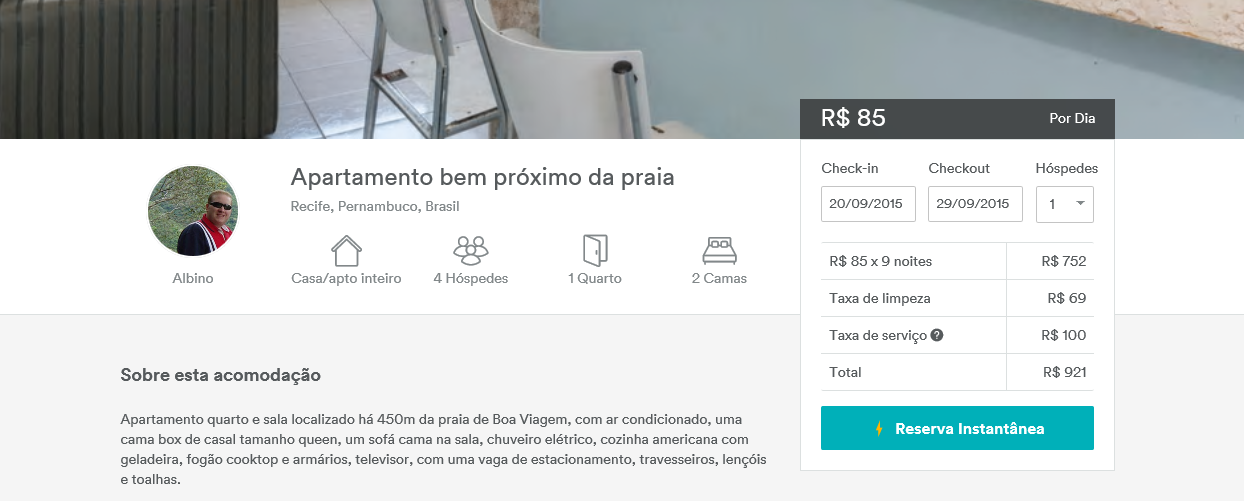 R$ 85 Por Dia
Apartamento bem próximo da praia
Recife, Pernambuco, Brasil
Albino
Casa/apto inteiro 4 Hóspedes 1 Quarto 2 Camas
Check-in Checkout Hóspedes
20/09/2015 29/09/2015 1
R$ 85 x 9 noites R$ 752
Taxa de limpeza R$ 69
Taxa de serviço ? R$ 100
Total R$ 921
Reserva Instantânea
Sobre esta acomodação
Apartamento quarto e sala localizado há 450m da praia de Boa Viagem, com ar condicionado, uma
cama box de casal tamanho queen, um sofá cama na sala, chuveiro elétrico, cozinha americana com
geladeira, fogão cooktop e armários, televisor, com uma vaga de estacionamento, travesseiros, lençóis
e toalhas.